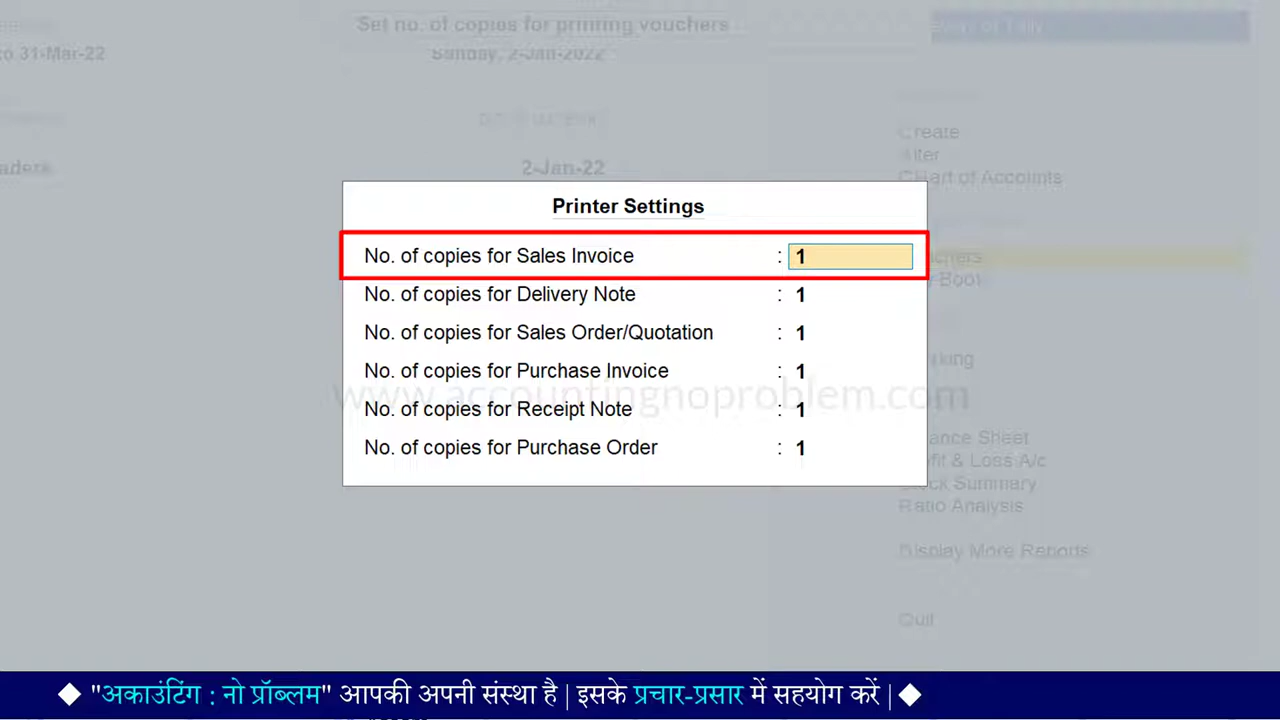 Set no. of copies for printing vouchers
to 31-Mar-22
Sunday, 2-Jan-2022
2-Jan-22
Create
Alter
CHart of Accounts
Printer Settings
No. of copies for Sales Invoice : 1
No. of copies for Delivery Note : 1
No. of copies for Sales Order/Quotation : 1
No. of copies for Purchase Invoice : 1
www.accountingnoproblem.com
No. of copies for Receipt Note : 1
No. of copies for Purchase Order : 1
Stock Summary
Ratio Analysis
Display More Reports
Quit
◆ "अकाउंटिंग : नो प्रॉब्लम" आपकी अपनी संस्था है | इसके प्रचार-प्रसार में सहयोग करें | ◆